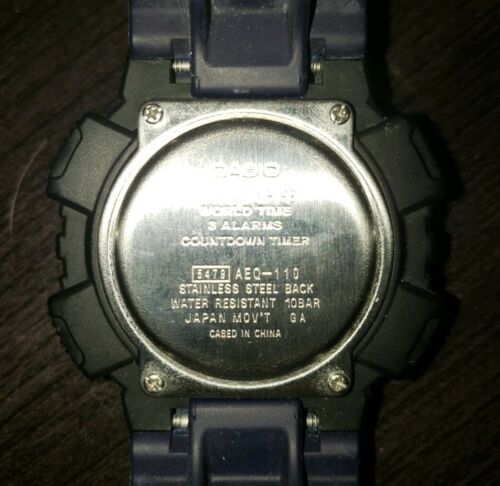 CASIO
WORLD TIME
3 ALARMS
COUNTDOWN TIMER
5479 AEQ-110
STAINLESS STEEL BACK
WATER RESISTANT 10BAR
JAPAN MOV'T GA
CASED IN CHINA